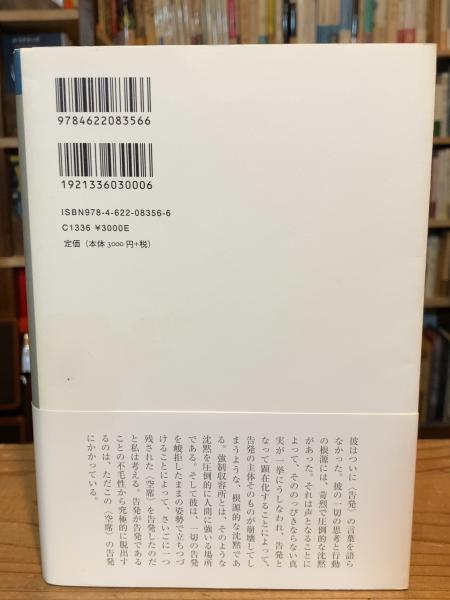 9784622083566
1921336030006
ISBN978-4-622-08356-6
C1336 ¥3000E
定価（本体3000円+税）
彼はついに〈告発〉の言葉を語ら
なかった。彼の一切の思考と行動
の根源には、苛烈で圧倒的な沈黙
があった。それは声となることに
よって、そののっぴきならない真
実が一挙にうしなわれ、告発と
なって顕在化することによって、
告発の主体そのものが崩壊してし
まうような、根源的な沈黙であ
る。強制収容所とは、そのような
沈黙を圧倒的に人間に強いる場所
である。そして彼は、一切の告発
を峻拒したままの姿勢で立ちつづ
けることによって、さいごに一つ
残された〈空席〉を告発したのだ
と私は考える。告発が告発である
ことの不毛性から究極的に脱出す
るのは、ただこの〈空席〉の告発
にかかっている。